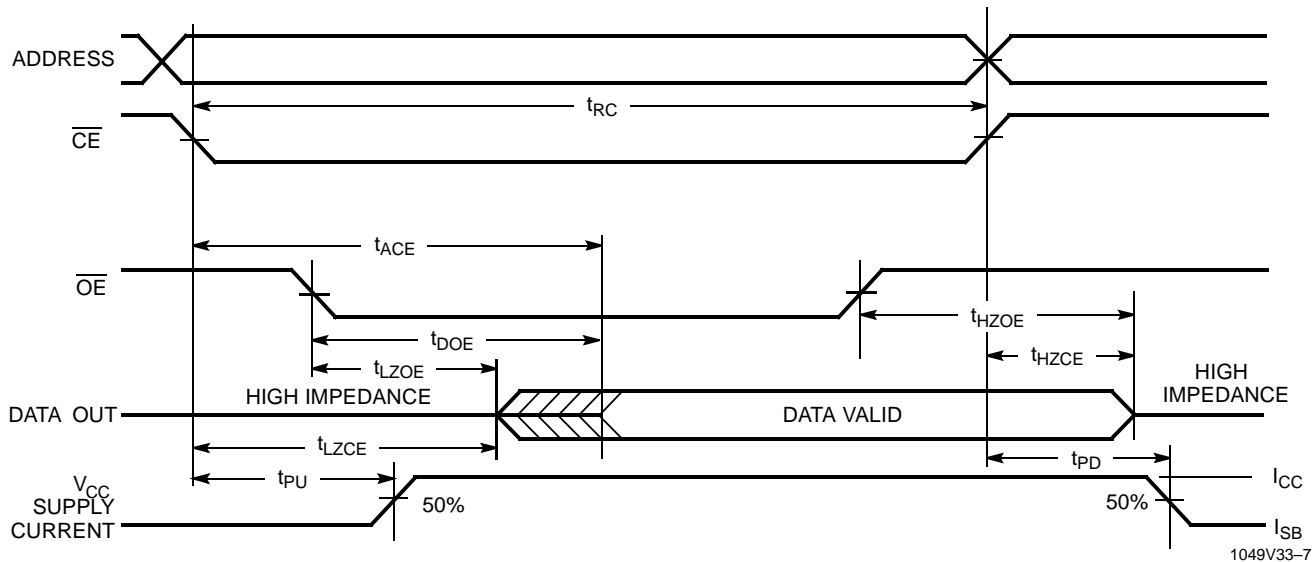 ADDRESS
tRC
CE
tACE
OE
tHZOE
tDOE
tHZCE
tLZOE
HIGH IMPEDANCE
HIGH
IMPEDANCE
DATA OUT
DATA VALID
tLZCE
tPD
VCC
SUPPLY
CURRENT
tPU
50%
50%
ICC
ISB
1049V33–7